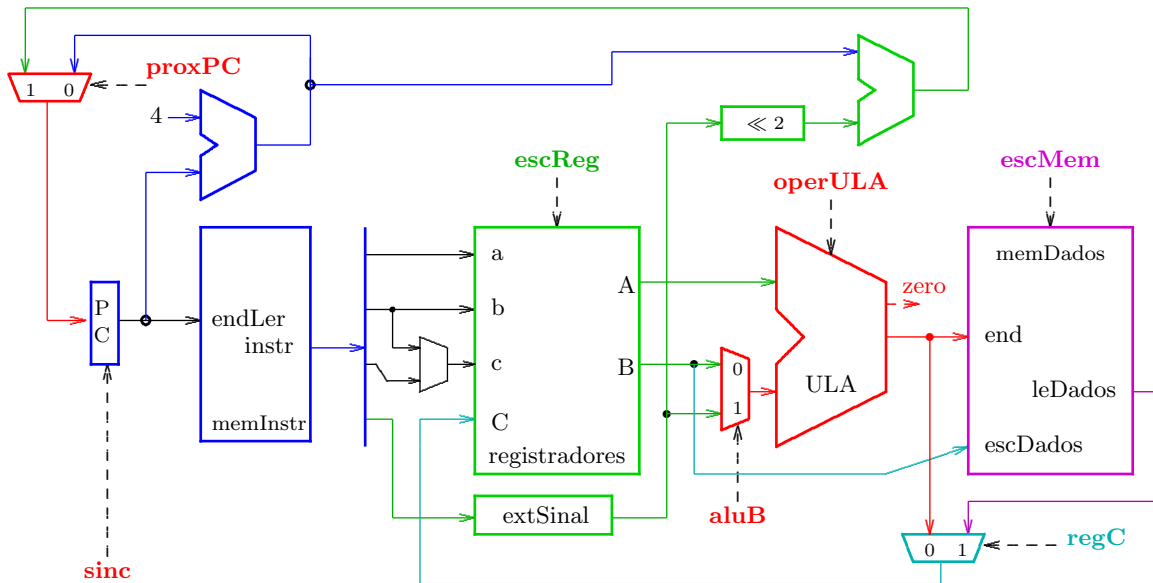 proxPC
1 0
4
≪ 2
escReg
operULA
escMem
P
C
endLer
instr
memInstr
a
b
c
C
A
B
registradores
extSinal
0
1
aluB
ULA
zero
memDados
end
leDados
escDados
0 1
regC
sinc